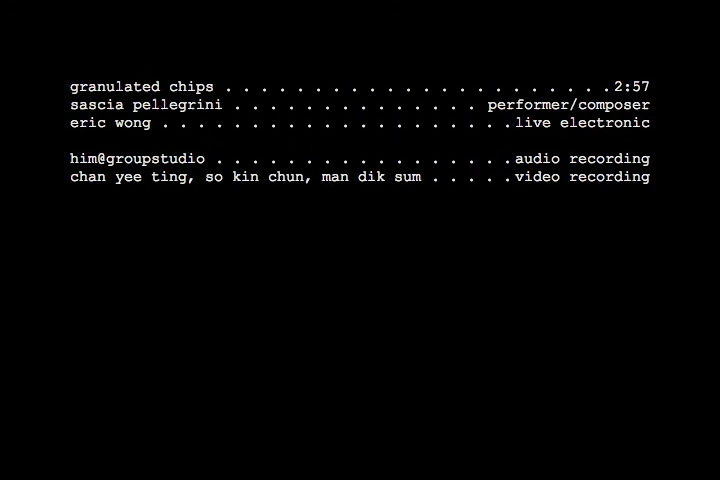 granulated chips . . . . . . . . . . . . . . . . . . . . . . 2:57
sascia pellegrini . . . . . . . . . . . . . . performer/composer
eric wong . . . . . . . . . . . . . . . . . . . . live electronic
him@groupstudio . . . . . . . . . . . . . . . . . audio recording
chan yee ting, so kin chun, man dik sum . . . . . video recording